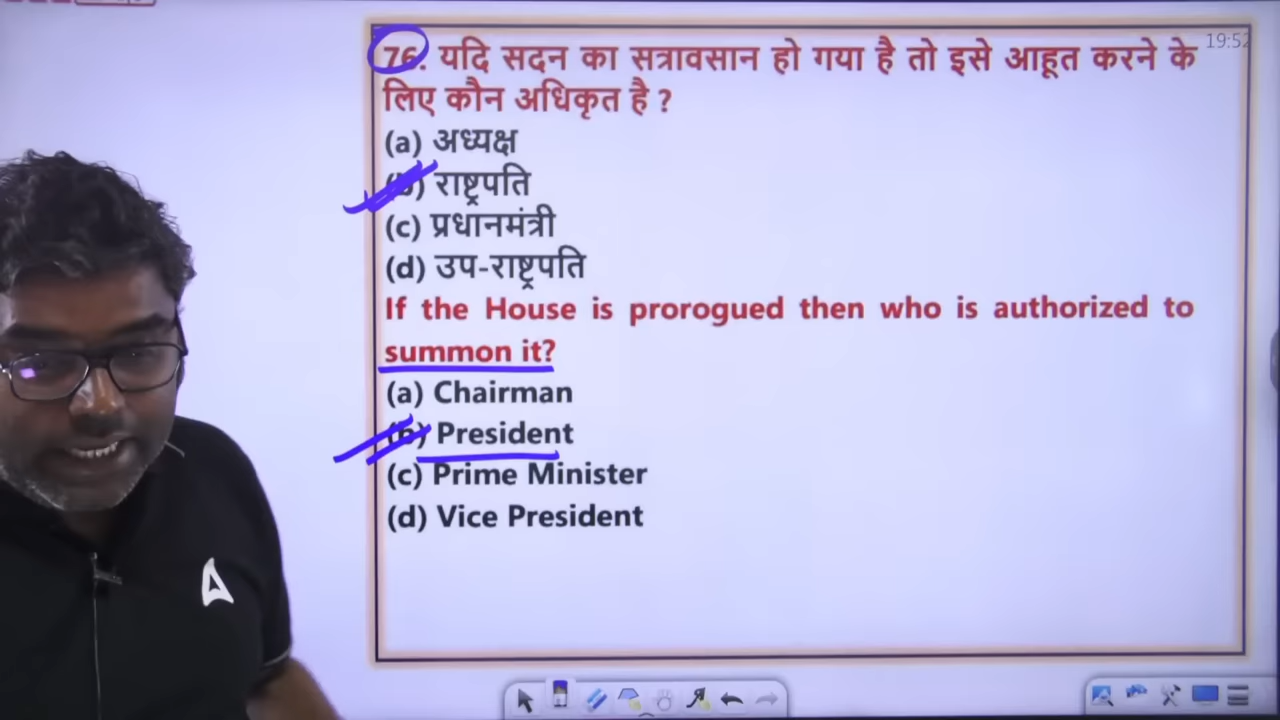 19:52
76. यदि सदन का सत्रावसान हो गया है तो इसे आहूत करने के
लिए कौन अधिकृत है ?
(a) अध्यक्ष
(b) राष्ट्रपति
(c) प्रधानमंत्री
(d) उप-राष्ट्रपति
If the House is prorogued then who is authorized to
summon it?
(a) Chairman
(b) President
(c) Prime Minister
(d) Vice President